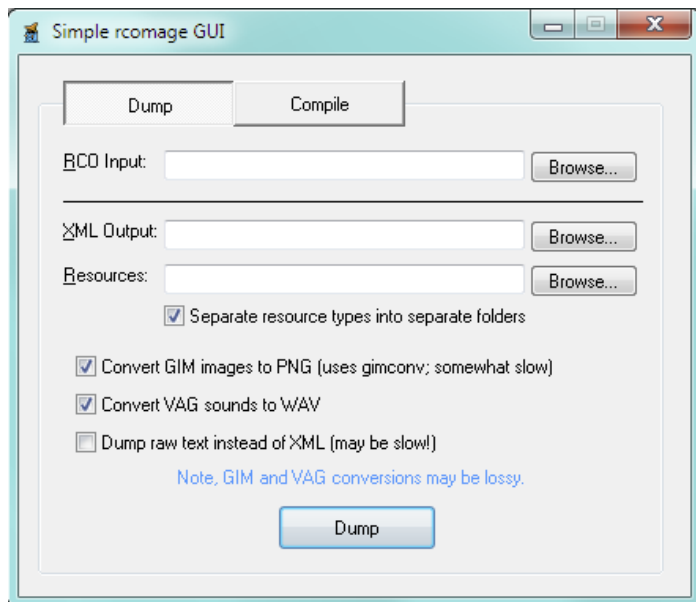 Simple rcomage GUI
Dump Compile
RCO Input: Browse...
XML Output: Browse...
Resources: Browse...
Separate resource types into separate folders
Convert GIM images to PNG (uses gimconv; somewhat slow)
Convert VAG sounds to WAV
Dump raw text instead of XML (may be slow!)
Note, GIM and VAG conversions may be lossy.
Dump